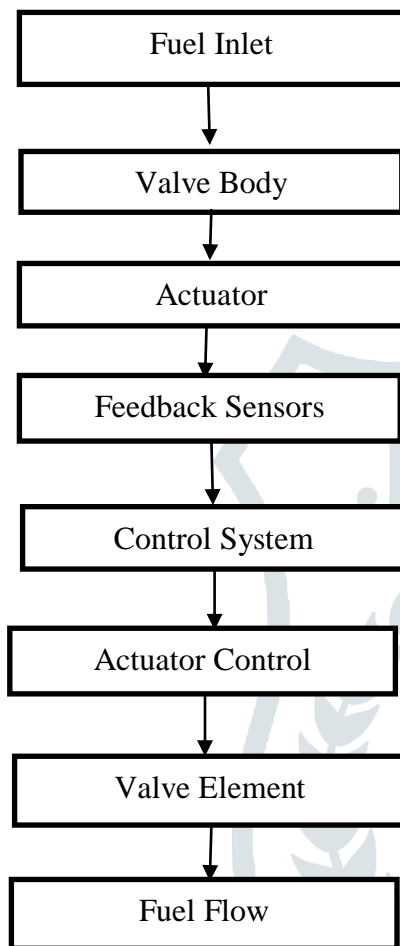 Fuel Inlet
Valve Body
Actuator
Feedback Sensors
Control System
Actuator Control
Valve Element
Fuel Flow